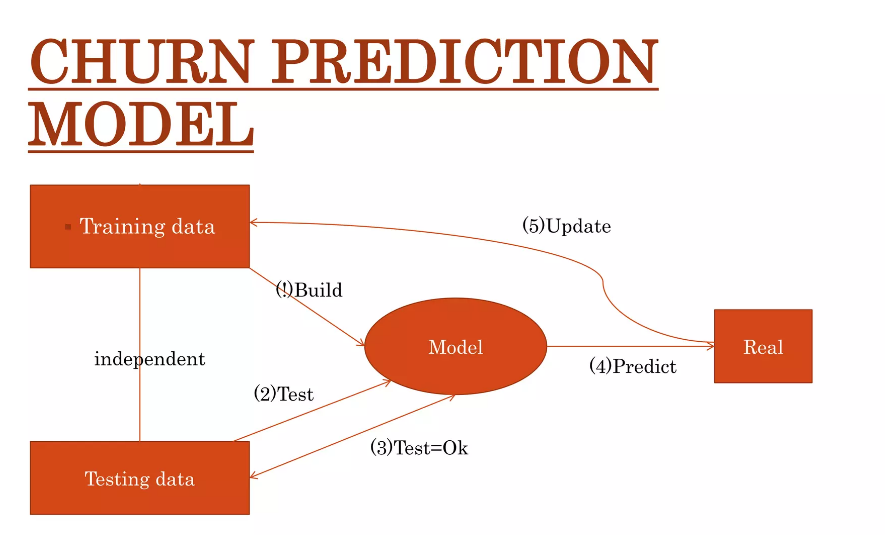 CHURN PREDICTION
MODEL
▪ Training data
(5)Update
(!)Build
Model
Real
independent
(4)Predict
(2)Test
(3)Test=Ok
Testing data